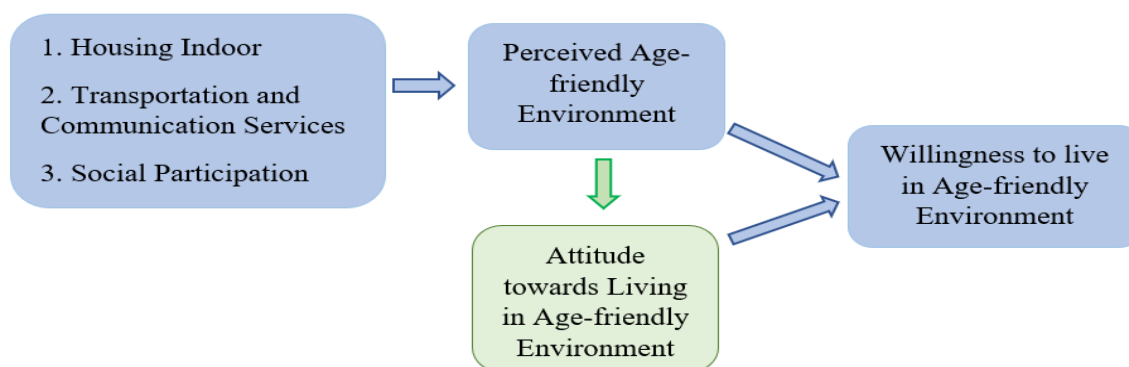 1. Housing Indoor
2. Transportation and
Communication Services
3. Social Participation
Perceived Age-
friendly
Environment
Attitude
towards Living
in Age-friendly
Environment
Willingness to live
in Age-friendly
Environment